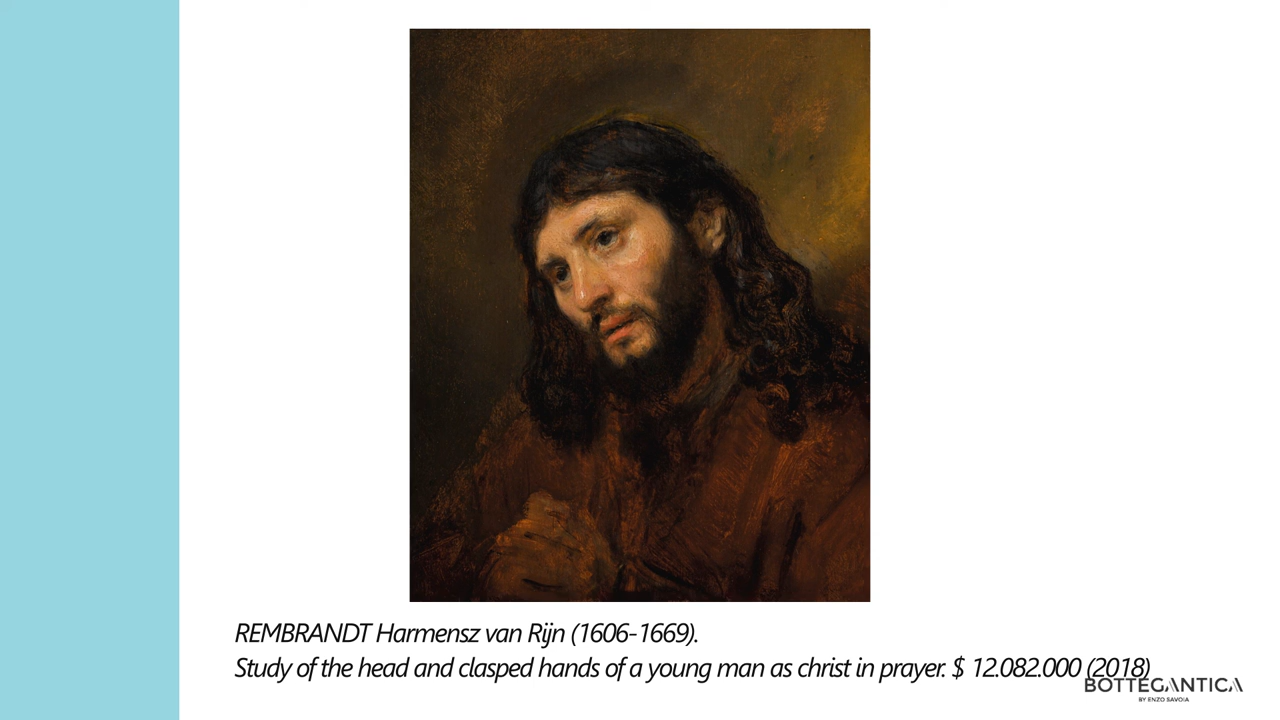 REMBRANDT Harmensz van Rijn (1606-1669).
Study of the head and clasped hands of a young man as christ in prayer. $ 12.082.000 (2018)
BOTTEGANTICA
BY ENZO SAVOIA